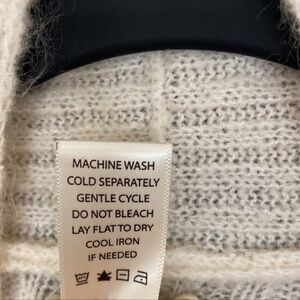 MACHINE WASH
COLD SEPARATELY
GENTLE CYCLE
DO NOT BLEACH
LAY FLAT TO DRY
COOL IRON
IF NEEDED